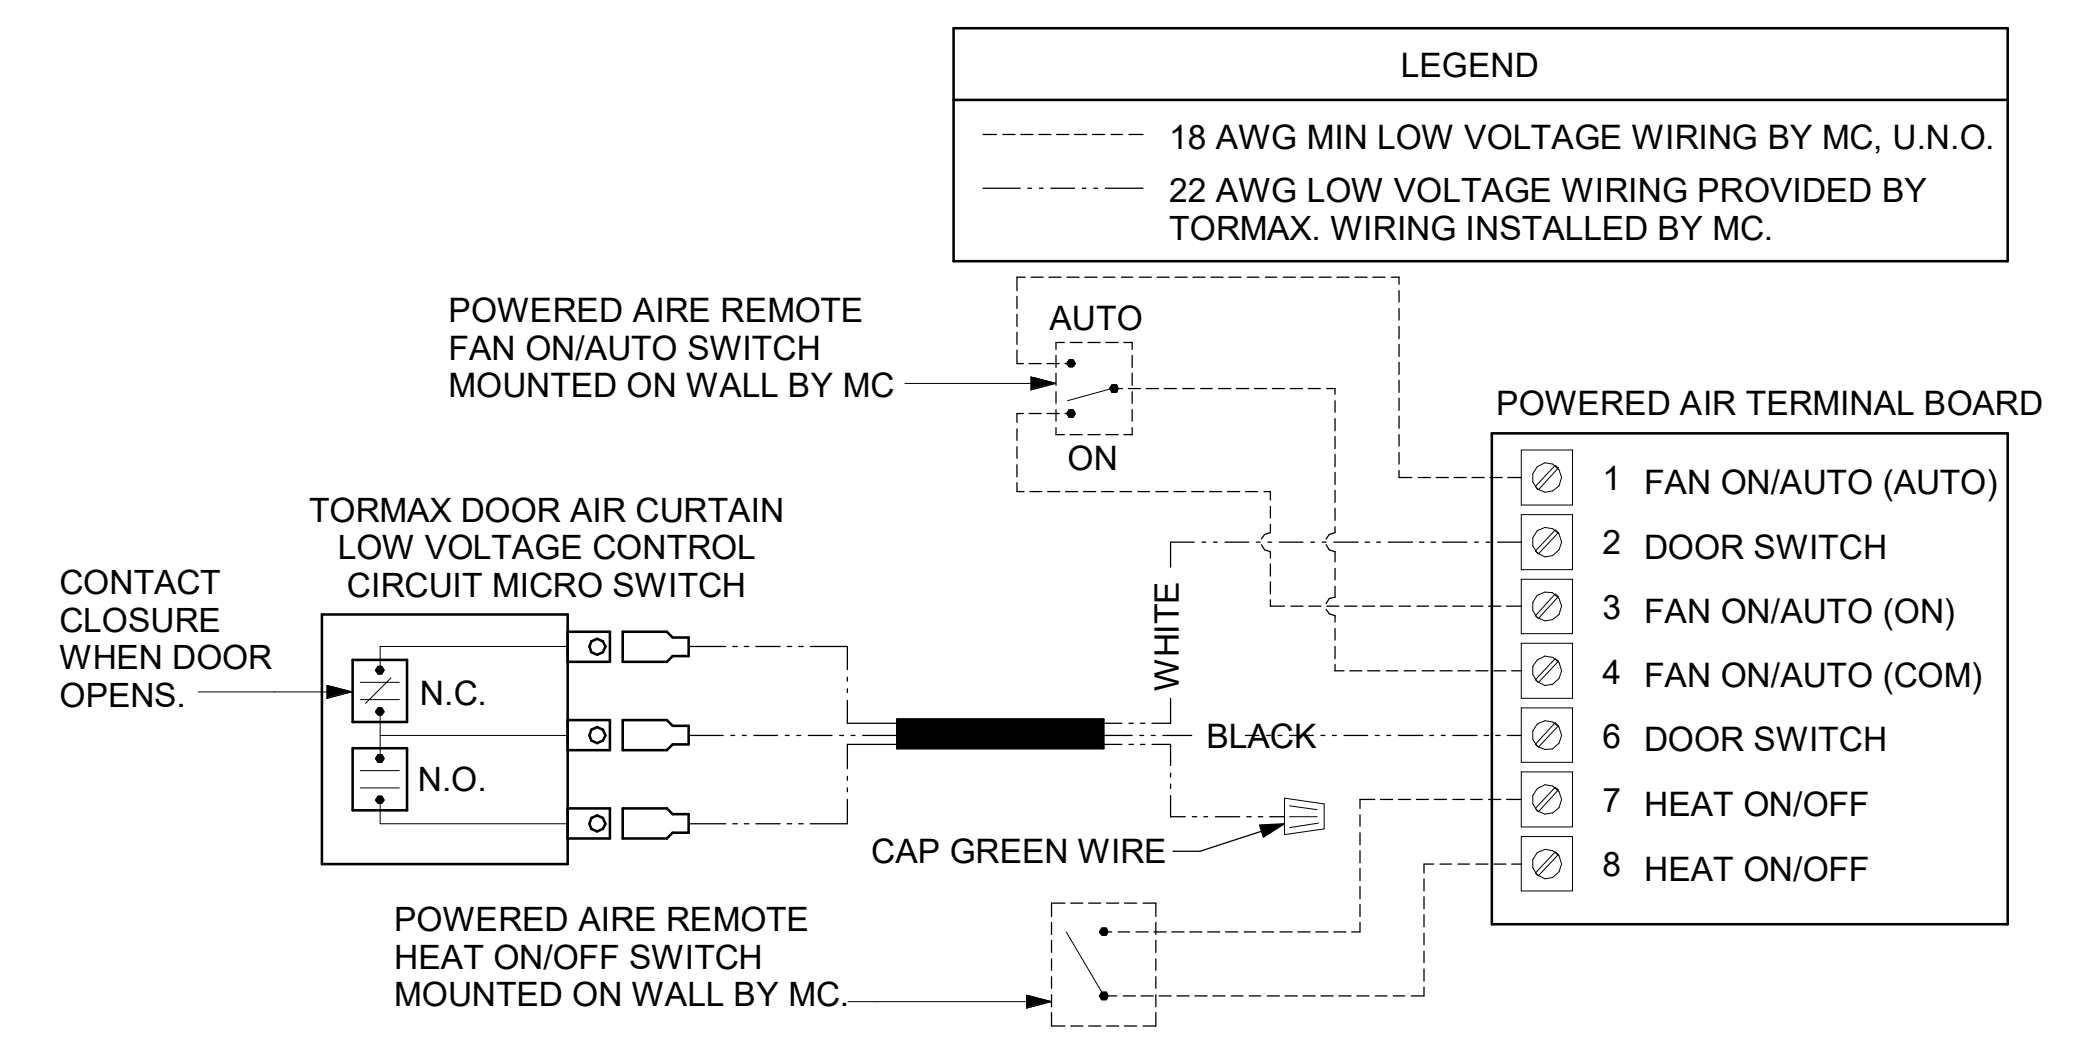 LEGEND
18 AWG MIN LOW VOLTAGE WIRING BY MC, U.N.O.
22 AWG LOW VOLTAGE WIRING PROVIDED BY
TORMAX. WIRING INSTALLED BY MC.
POWERED AIRE REMOTE
FAN ON/AUTO SWITCH
MOUNTED ON WALL BY MC
AUTO
ON
POWERED AIR TERMINAL BOARD
1 FAN ON/AUTO (AUTO)
2 DOOR SWITCH
3 FAN ON/AUTO (ON)
4 FAN ON/AUTO (COM)
6 DOOR SWITCH
7 HEAT ON/OFF
8 HEAT ON/OFF
TORMAX DOOR AIR CURTAIN
LOW VOLTAGE CONTROL
CIRCUIT MICRO SWITCH
CONTACT
CLOSURE
WHEN DOOR
OPENS.
N.C.
N.O.
WHITE
BLACK
CAP GREEN WIRE
POWERED AIRE REMOTE
HEAT ON/OFF SWITCH
MOUNTED ON WALL BY MC.